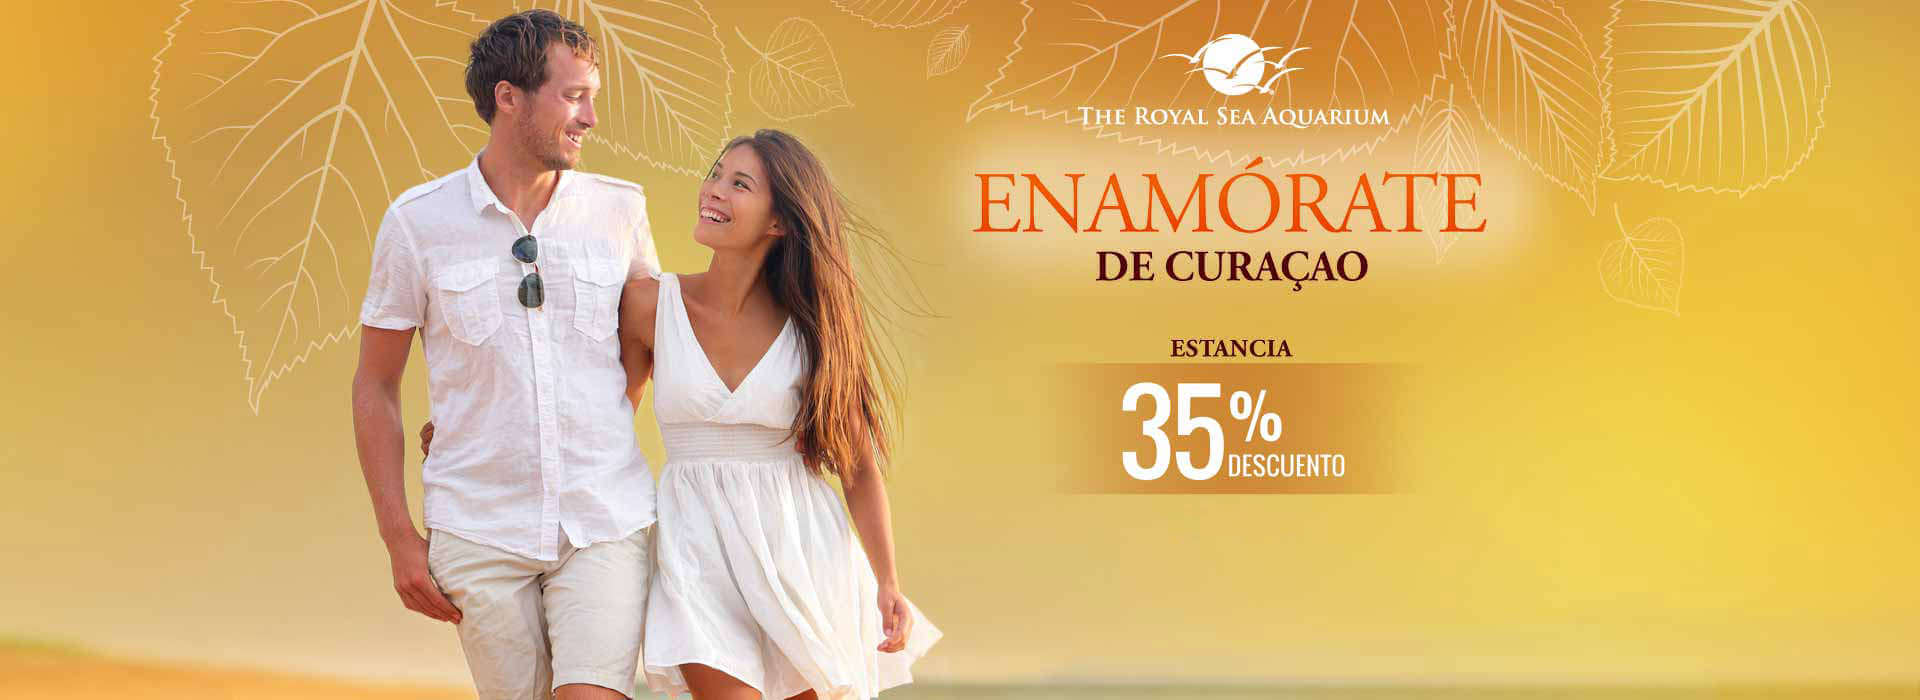 THE ROYAL SEA AQUARIUM
ENAMÓRATE
DE CURAÇAO
ESTANCIA
35%
DESCUENTO